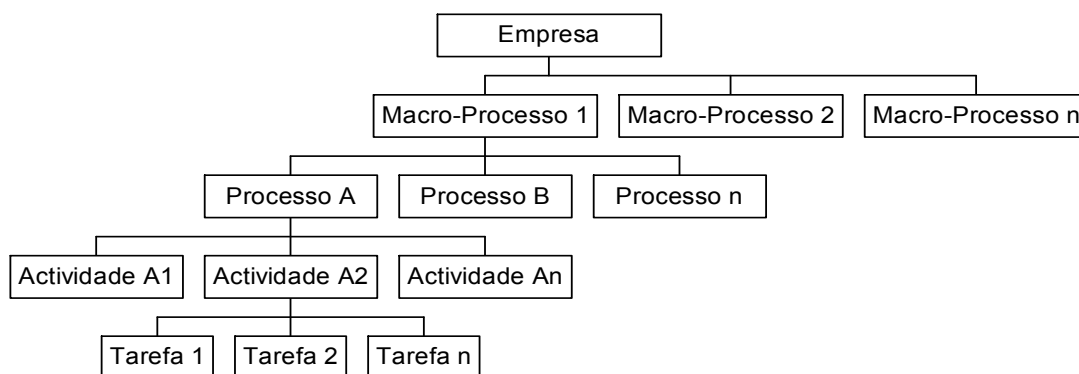 Empresa
Macro-Processo 1
Macro-Processo 2
Macro-Processo n
Processo A
Processo B
Processo n
Actividade A1
Actividade A2
Actividade An
Tarefa 1
Tarefa 2
Tarefa n